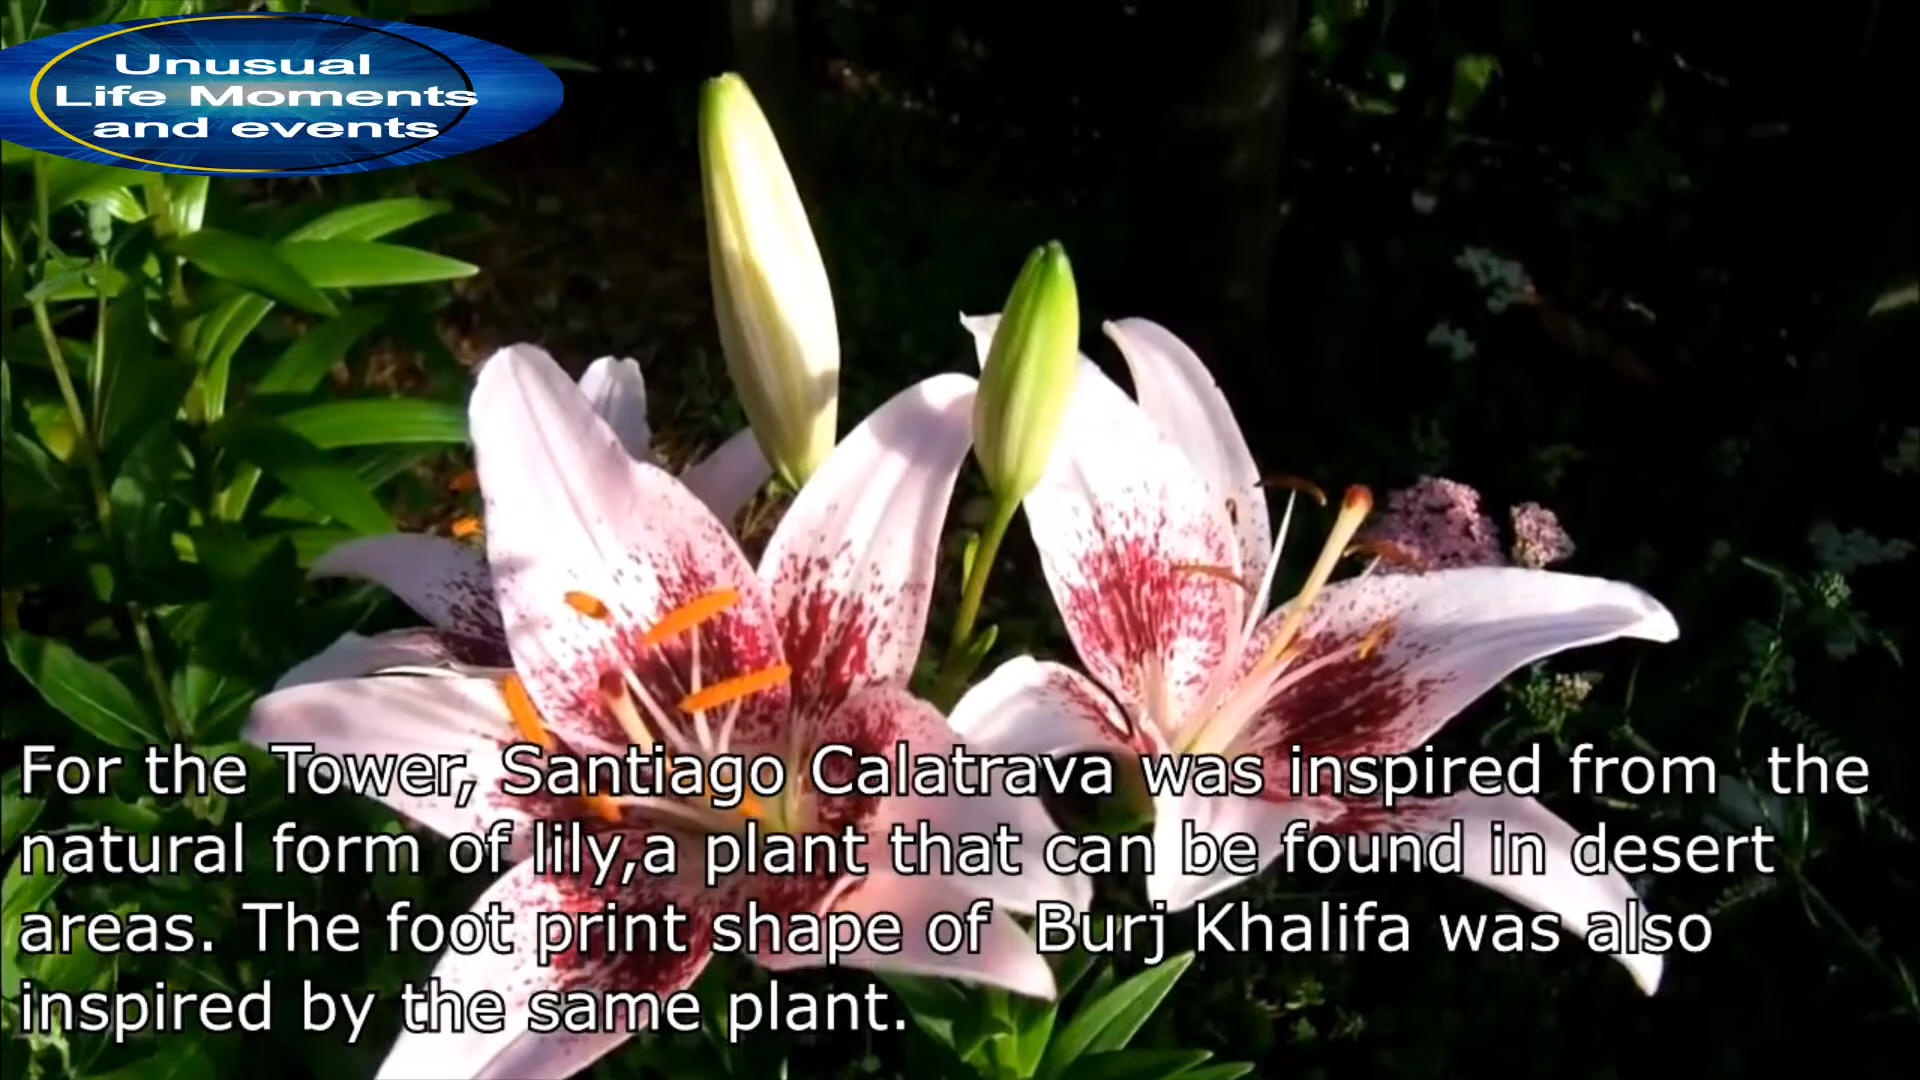 Unusual
Life Moments
and events
For the Tower, Santiago Calatrava was inspired from  the
natural form of lily,a plant that can be found in desert
areas. The foot print shape of  Burj Khalifa was also
inspired by the same plant.